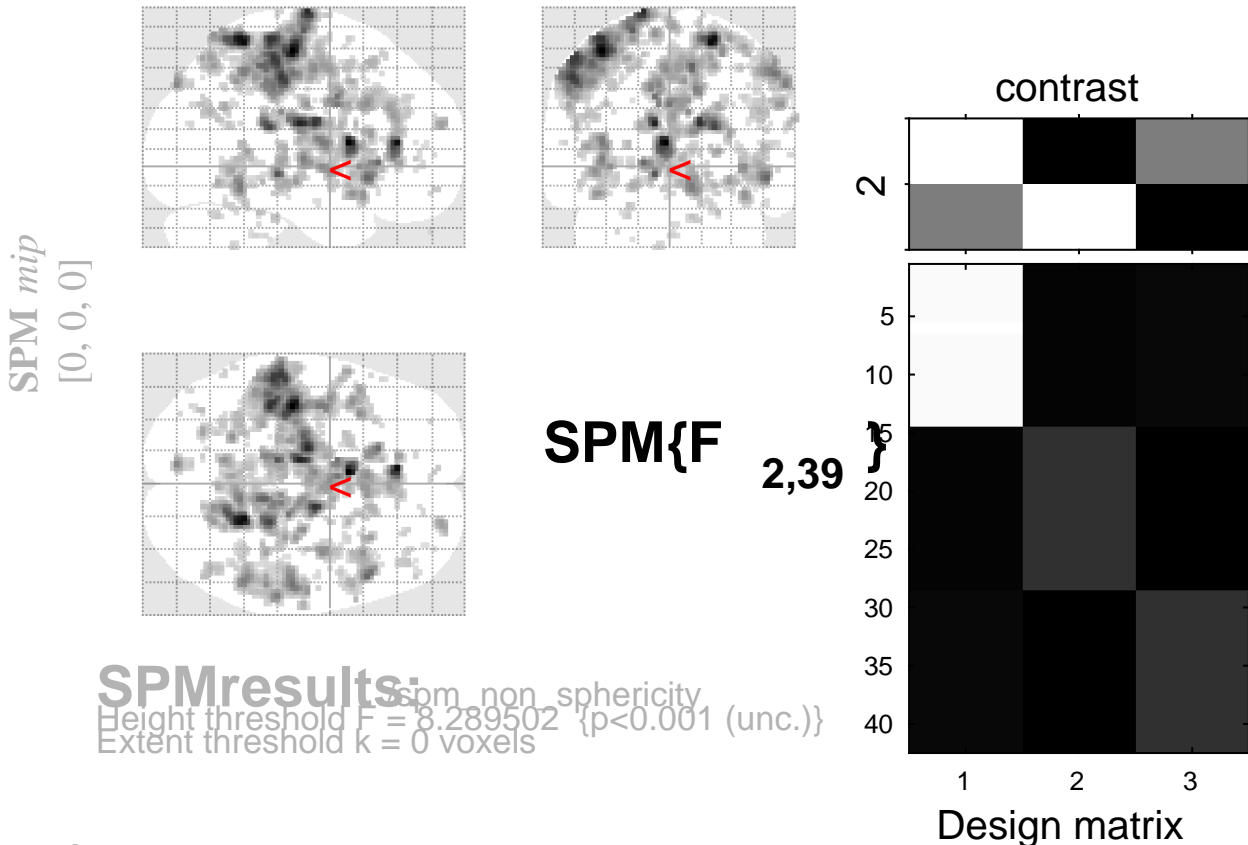 SPM mip
[0, 0, 0]
<
<
<
SPM{F2,39}
SPMresults:./spm_non_sphericity
Height threshold F = 8.289502 {p<0.001 (unc.)}
Extent threshold k = 0 voxels
contrast
2
5
10
15
20
25
30
35
40
1 2 3
Design matrix